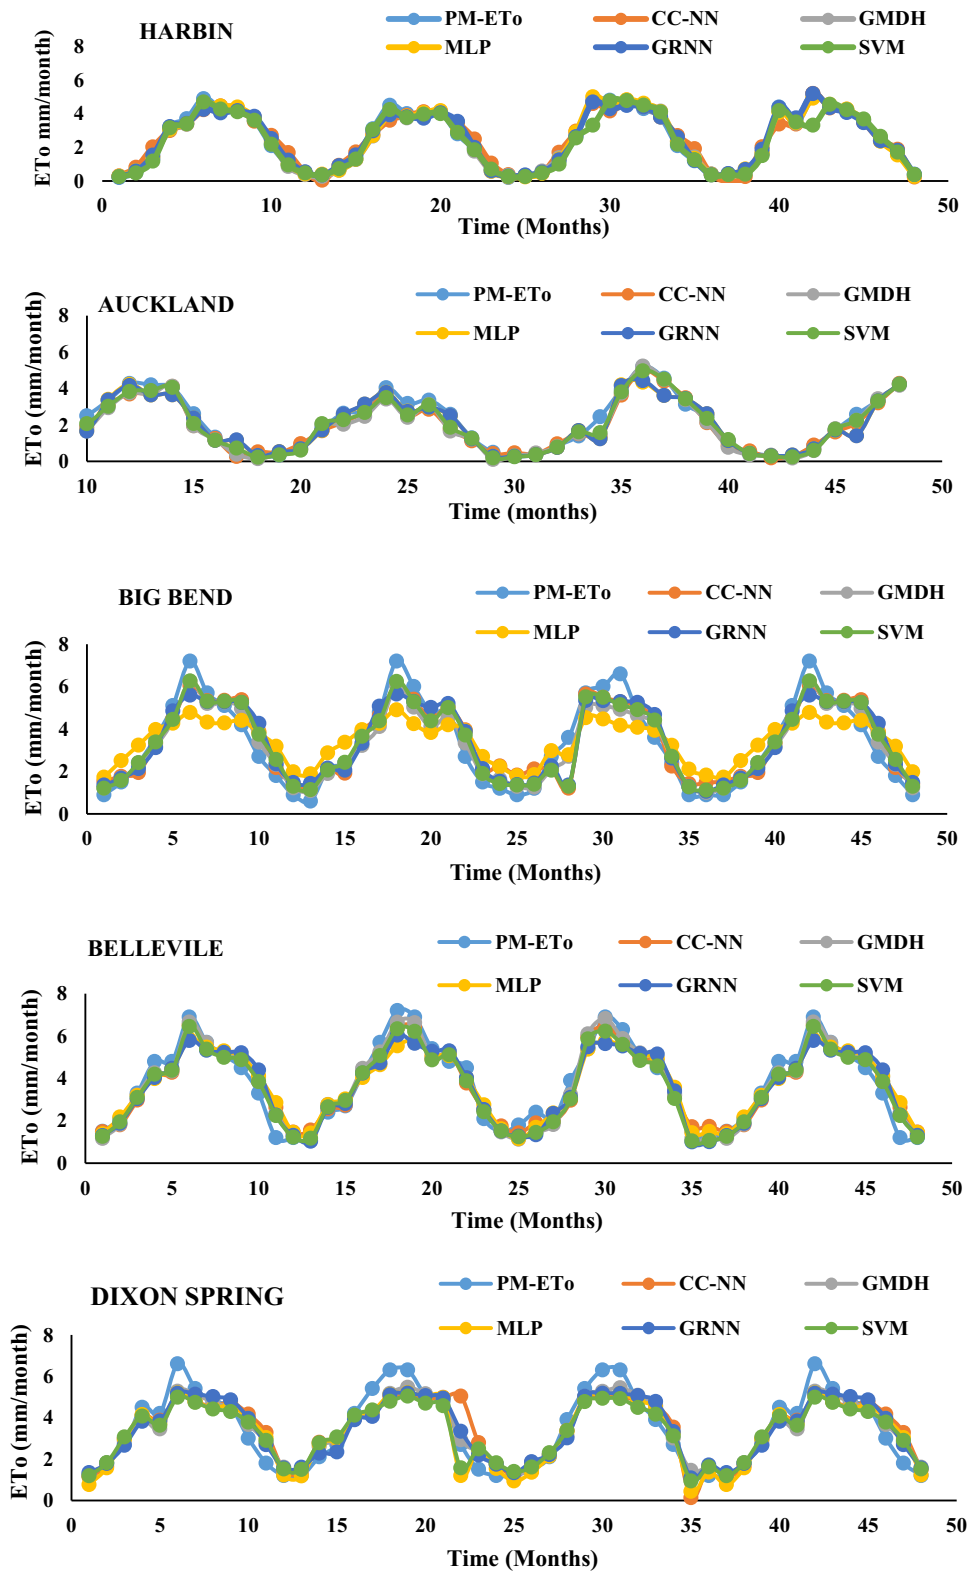 HARBIN
PM-ETo CC-NN GMDH
MLP GRNN SVM
ETo mm/month)
8
6
4
2
0
0 10 20 30 40 50
Time (Months)
AUCKLAND
PM-ETo CC-NN GMDH
MLP GRNN SVM
ETo (mm/month)
8
6
4
2
0
10 15 20 25 30 35 40 45 50
Time (months)
BIG BEND
PM-ETo CC-NN GMDH
MLP GRNN SVM
ETo (mm/month)
8
6
4
2
0
0 5 10 15 20 25 30 35 40 45 50
Time (Months)
BELLEVILE
PM-ETo CC-NN GMDH
MLP GRNN SVM
ETo (mm/month)
8
6
4
2
0
0 5 10 15 20 25 30 35 40 45 50
Time (Months)
DIXON SPRING
PM-ETo CC-NN GMDH
MLP GRNN SVM
ETo (mm/month)
8
6
4
2
0
0 5 10 15 20 25 30 35 40 45 50
Time (Months)